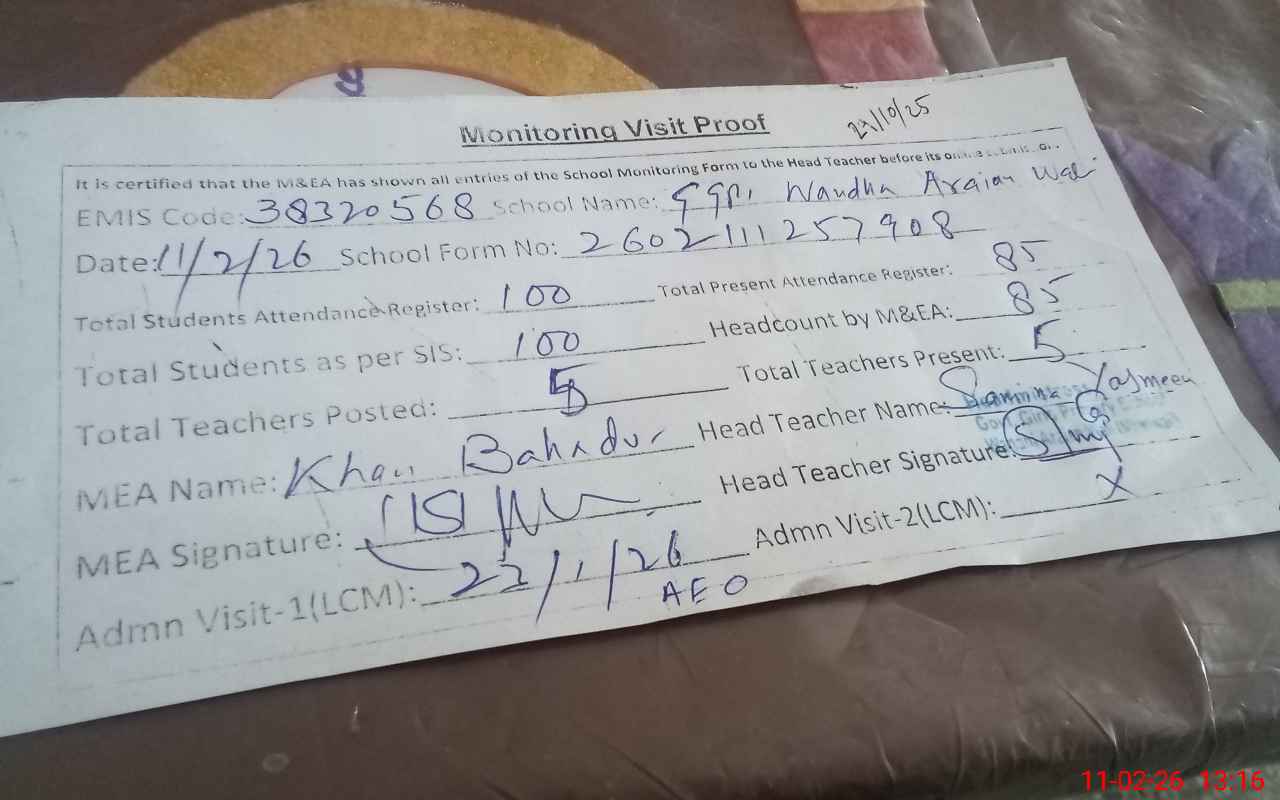 Monitoring Visit Proof
22/10/25
It is certified that the M&EA has shown all entries of the School Monitoring Form to the Head Teacher before its
EMIS Code: 38320568 School Name: GGPS Wandha Araian Wal
Date: 11/2/26 School Form No: 2602111257908
Total Students Attendance Register: 100 Total Present Attendance Register: 85
Total Students as per SIS: 100 Headcount by M&EA: 85
Total Teachers Posted: 5 Total Teachers Present: 5
MEA Name: Khan Bahadur Head Teacher Name: Yasmeen
MEA Signature: Head Teacher Signature:
Admn Visit-1(LCM): 22/1/26 Admn Visit-2(LCM): X
AEO
11-02-26 13:16